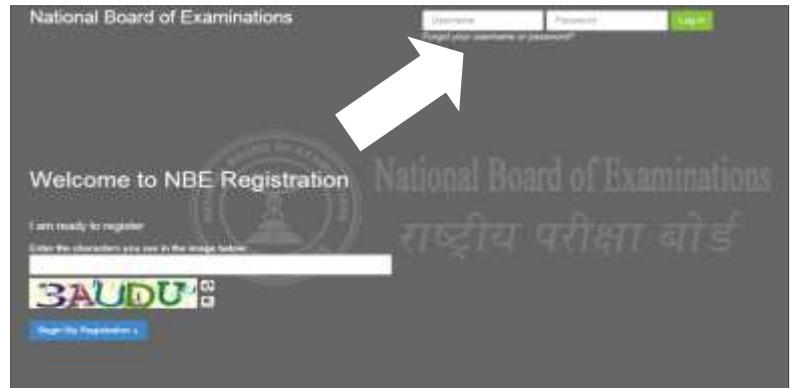 National Board of Examinations
Username Password Log in
Forgot your username or password?
Welcome to NBE Registration
National Board of Examinations
राष्ट्रीय परीक्षा बोर्ड
I am ready to register
Enter the characters you see in the image below:
3AUDU
Begin My Registration »